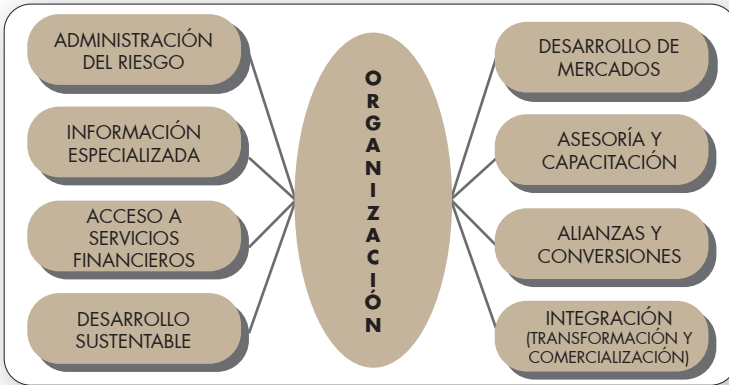 ADMINISTRACIÓN
DEL RIESGO
INFORMACIÓN
ESPECIALIZADA
ACCESO A
SERVICIOS
FINANCIEROS
DESARROLLO
SUSTENTABLE
ORGANIZACIÓN
DESARROLLO DE
MERCADOS
ASESORÍA Y
CAPACITACIÓN
ALIANZAS Y
CONVERSIONES
INTEGRACIÓN
(TRANSFORMACIÓN Y
COMERCIALIZACIÓN)